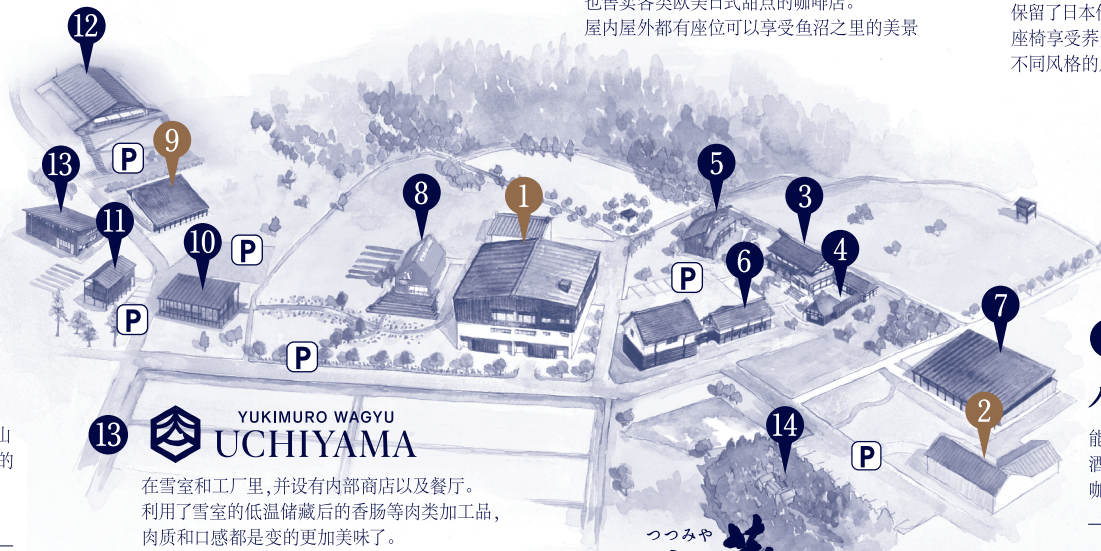 也售卖各类欧美日式甜点的咖啡店。
屋内屋外都有座位可以享受鱼沼之里的美景
保留了日本
座椅享受荞
不同风格的
12
9
P
13
11
10
P
P
8
1
P
5
3
6
4
P
7
2
14
P
13
YUKIMURO WAGYU
UCHIYAMA
在雪室和工厂里,并设有内部商店以及餐厅。
利用了雪室的低温储藏后的香肠等肉类加工品,
肉质和口感都是变的更加美味了。
山
的
つつみや
能
酒
咖